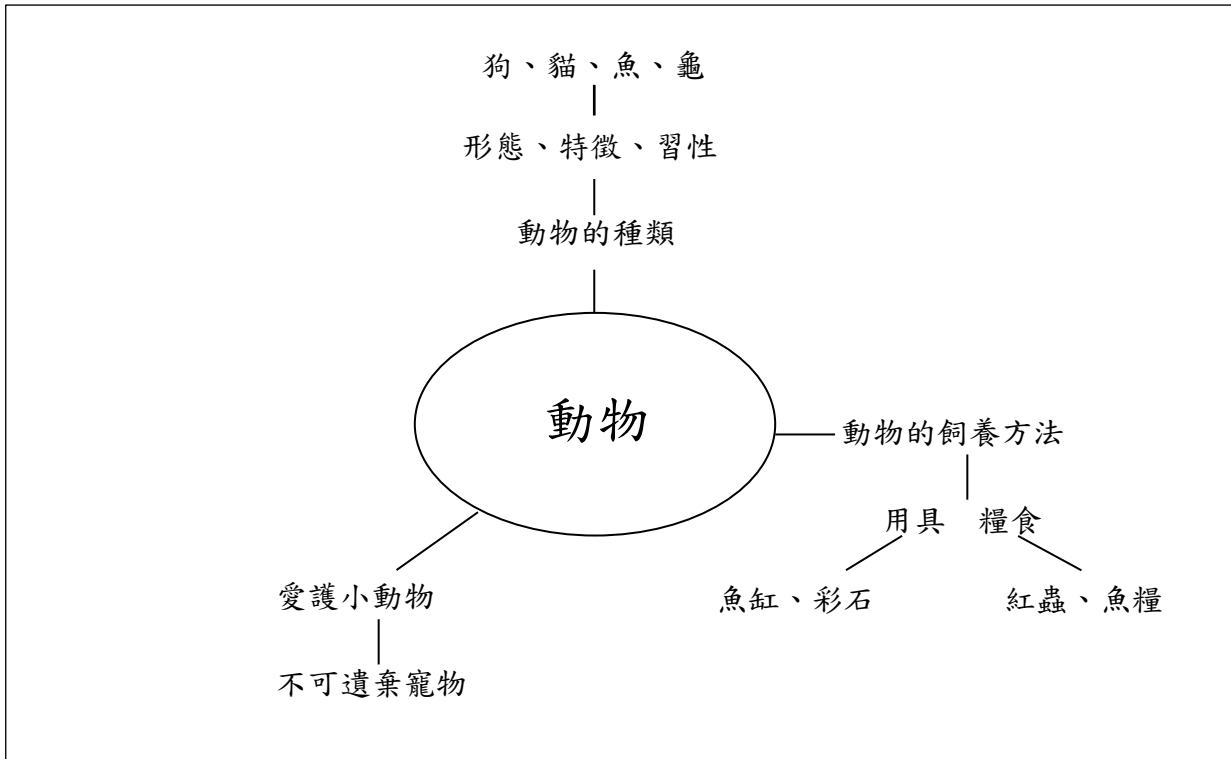 狗、貓、魚、龜
形態、特徵、習性
動物的種類
動物
動物的飼養方法
用具 糧食
魚缸、彩石 紅蟲、魚糧
愛護小動物
不可遺棄寵物